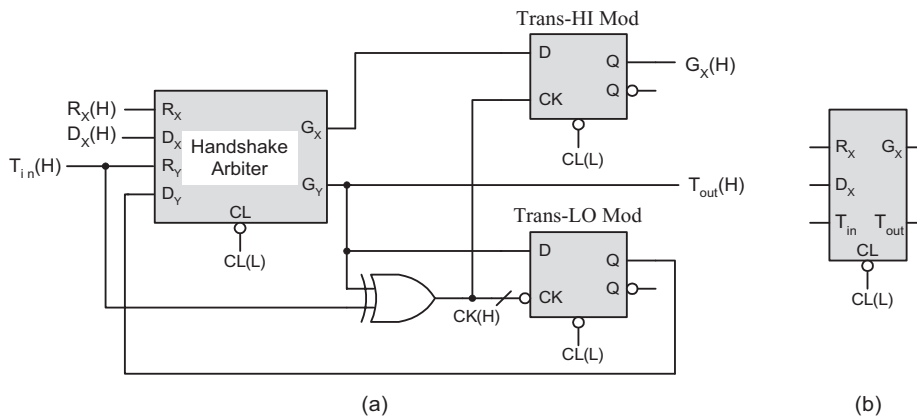 Trans-HI Mod
D
Q
G_X(H)
CK
Q
CL(L)
R_X(H)
R_X
D_X(H)
D_X
G_X
Handshake
Arbiter
T_in(H)
R_Y
G_Y
D_Y
CL
CL(L)
T_out(H)
Trans-LO Mod
D
Q
CK
Q
CK(H)
CL(L)
(a)
R_X
G_X
D_X
T_in
T_out
CL
CL(L)
(b)